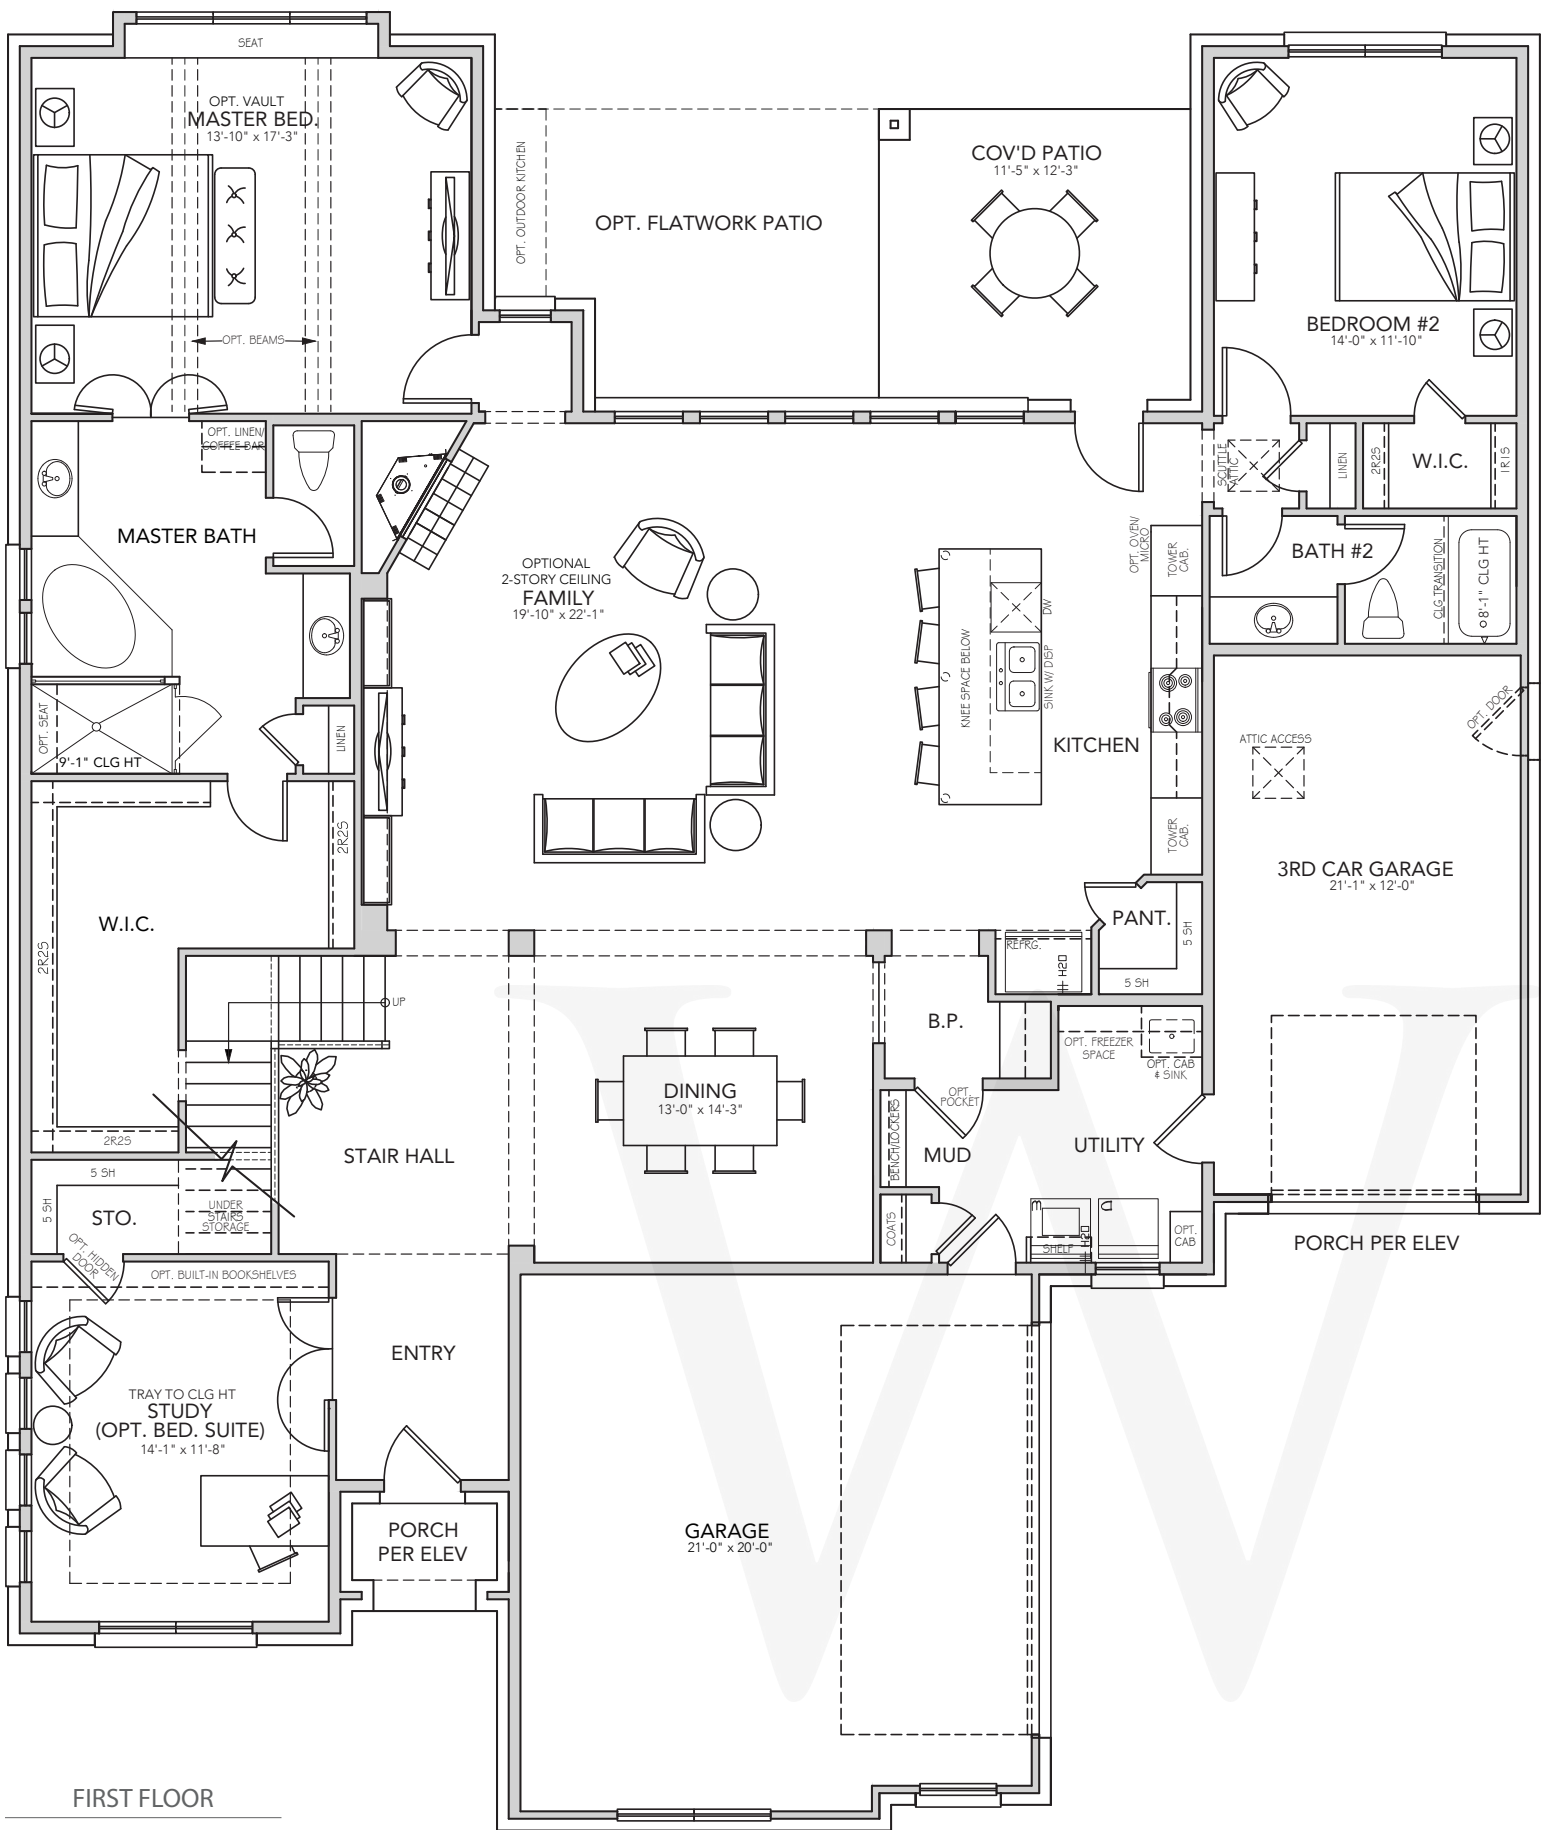 SEAT
OPT. VAULT
MASTER BED.
13'-10" x 17'-3"
OPT. BEAMS
OPT. OUTDOOR KITCHEN
OPT. FLATWORK PATIO
COV'D PATIO
11'-5" x 12'-3"
BEDROOM #2
14'-0" x 11'-10"
OPT. LINEN/
COFFEE BAR
MASTER BATH
OPTIONAL
2-STORY CEILING
FAMILY
19'-10" x 22'-1"
SCUTTLE
ATTIC
LINEN
2R2S
W.I.C.
1R1S
OPT. OVEN/
MICRO
TOWER
CAB.
BATH #2
CLG TRANSITION
8'-1" CLG HT
KNEE SPACE BELOW
DW
SINK W/ DISP
KITCHEN
TOWER
CAB.
OPT. SEAT
9'-1" CLG HT
LINEN
2R2S
W.I.C.
2R2S
2R2S
ATTIC ACCESS
OPT. DOOR
3RD CAR GARAGE
21'-1" x 12'-0"
PANT.
5 SH
5 SH
REFRG.
H2O
UP
B.P.
OPT. FREEZER
SPACE
OPT. CAB
& SINK
DINING
13'-0" x 14'-3"
OPT.
POCKET
BENCH/LOCKERS
MUD
UTILITY
STAIR HALL
5 SH
5 SH
STO.
UNDER
STAIRS
STORAGE
COATS
SHELF
H2O
OPT.
CAB
PORCH PER ELEV
OPT. HIDDEN
DOOR
OPT. BUILT-IN BOOKSHELVES
ENTRY
TRAY TO CLG HT
STUDY
(OPT. BED. SUITE)
14'-1" x 11'-8"
PORCH
PER ELEV
GARAGE
21'-0" x 20'-0"
W
D
W
FIRST FLOOR